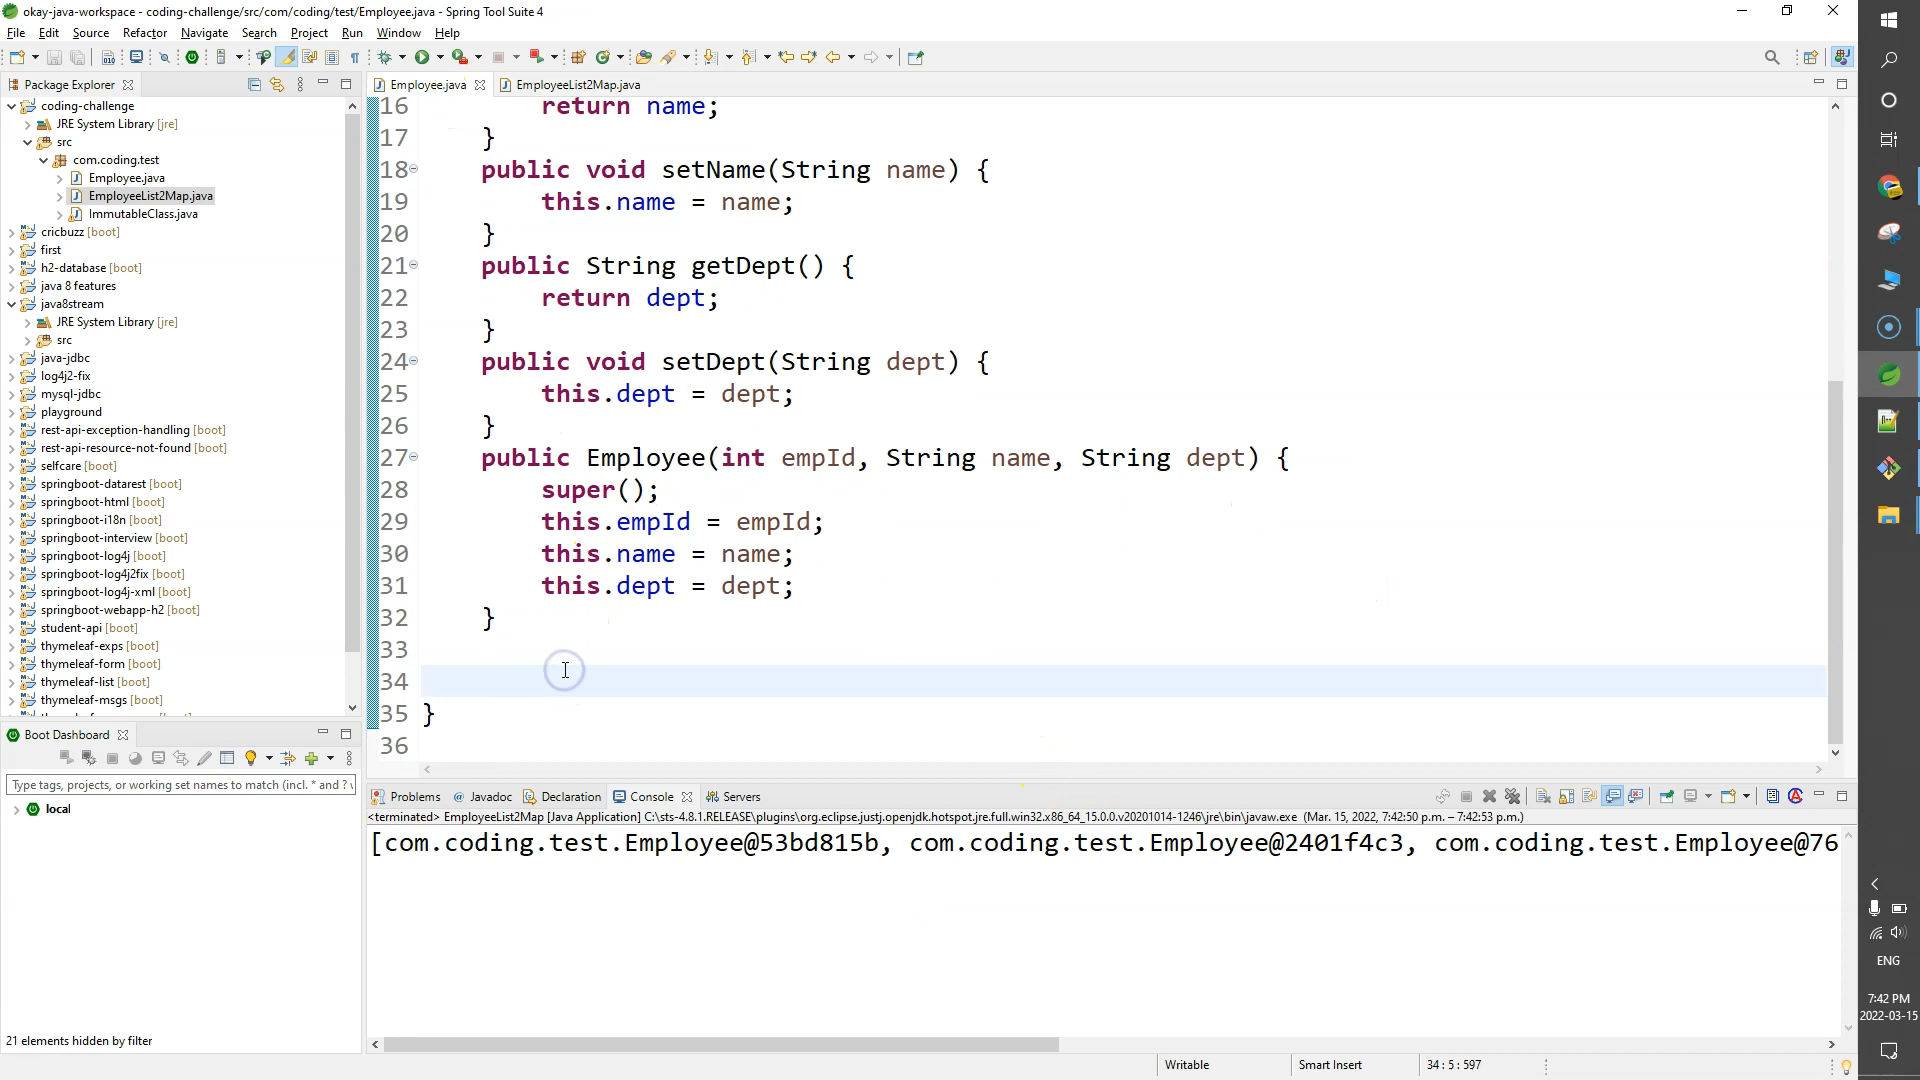 okay-java-workspace - coding-challenge/src/com/coding/test/Employee.java - Spring Tool Suite 4
File Edit Source Refactor Navigate Search Project Run Window Help
Package Explorer
coding-challenge
JRE System Library [jre]
src
com.coding.test
Employee.java
EmployeeList2Map.java
ImmutableClass.java
cricbuzz [boot]
first
h2-database [boot]
java 8 features
java8stream
JRE System Library [jre]
src
java-jdbc
log4j2-fix
mysql-jdbc
playground
rest-api-exception-handling [boot]
rest-api-resource-not-found [boot]
selfcare [boot]
springboot-datarest [boot]
springboot-html [boot]
springboot-i18n [boot]
springboot-interview [boot]
springboot-log4j [boot]
springboot-log4j2fix [boot]
springboot-log4j-xml [boot]
springboot-webapp-h2 [boot]
student-api [boot]
thymeleaf-exps [boot]
thymeleaf-form [boot]
thymeleaf-list [boot]
thymeleaf-msgs [boot]
Boot Dashboard
Type tags, projects, or working set names to match (incl. * and ? 
local
21 elements hidden by filter
Employee.java EmployeeList2Map.java
16 return name;
17 }
18 public void setName(String name) {
19 this.name = name;
20 }
21 public String getDept() {
22 return dept;
23 }
24 public void setDept(String dept) {
25 this.dept = dept;
26 }
27 public Employee(int empId, String name, String dept) {
28 super();
29 this.empId = empId;
30 this.name = name;
31 this.dept = dept;
32 }
33
34
35 }
36
Problems Javadoc Declaration Console Servers
<terminated> EmployeeList2Map [Java Application] C:\sts-4.8.1.RELEASE\plugins\org.eclipse.justj.openjdk.hotspot.jre.full.win32.x86_64_15.0.0.v20201014-1246\jre\bin\javaw.exe (Mar. 15, 2022, 7:42:50 p.m. – 7:42:53 p.m.)
[com.coding.test.Employee@53bd815b, com.coding.test.Employee@2401f4c3, com.coding.test.Employee@76
Writable Smart Insert 34 : 5 : 597
ENG
7:42 PM
2022-03-15